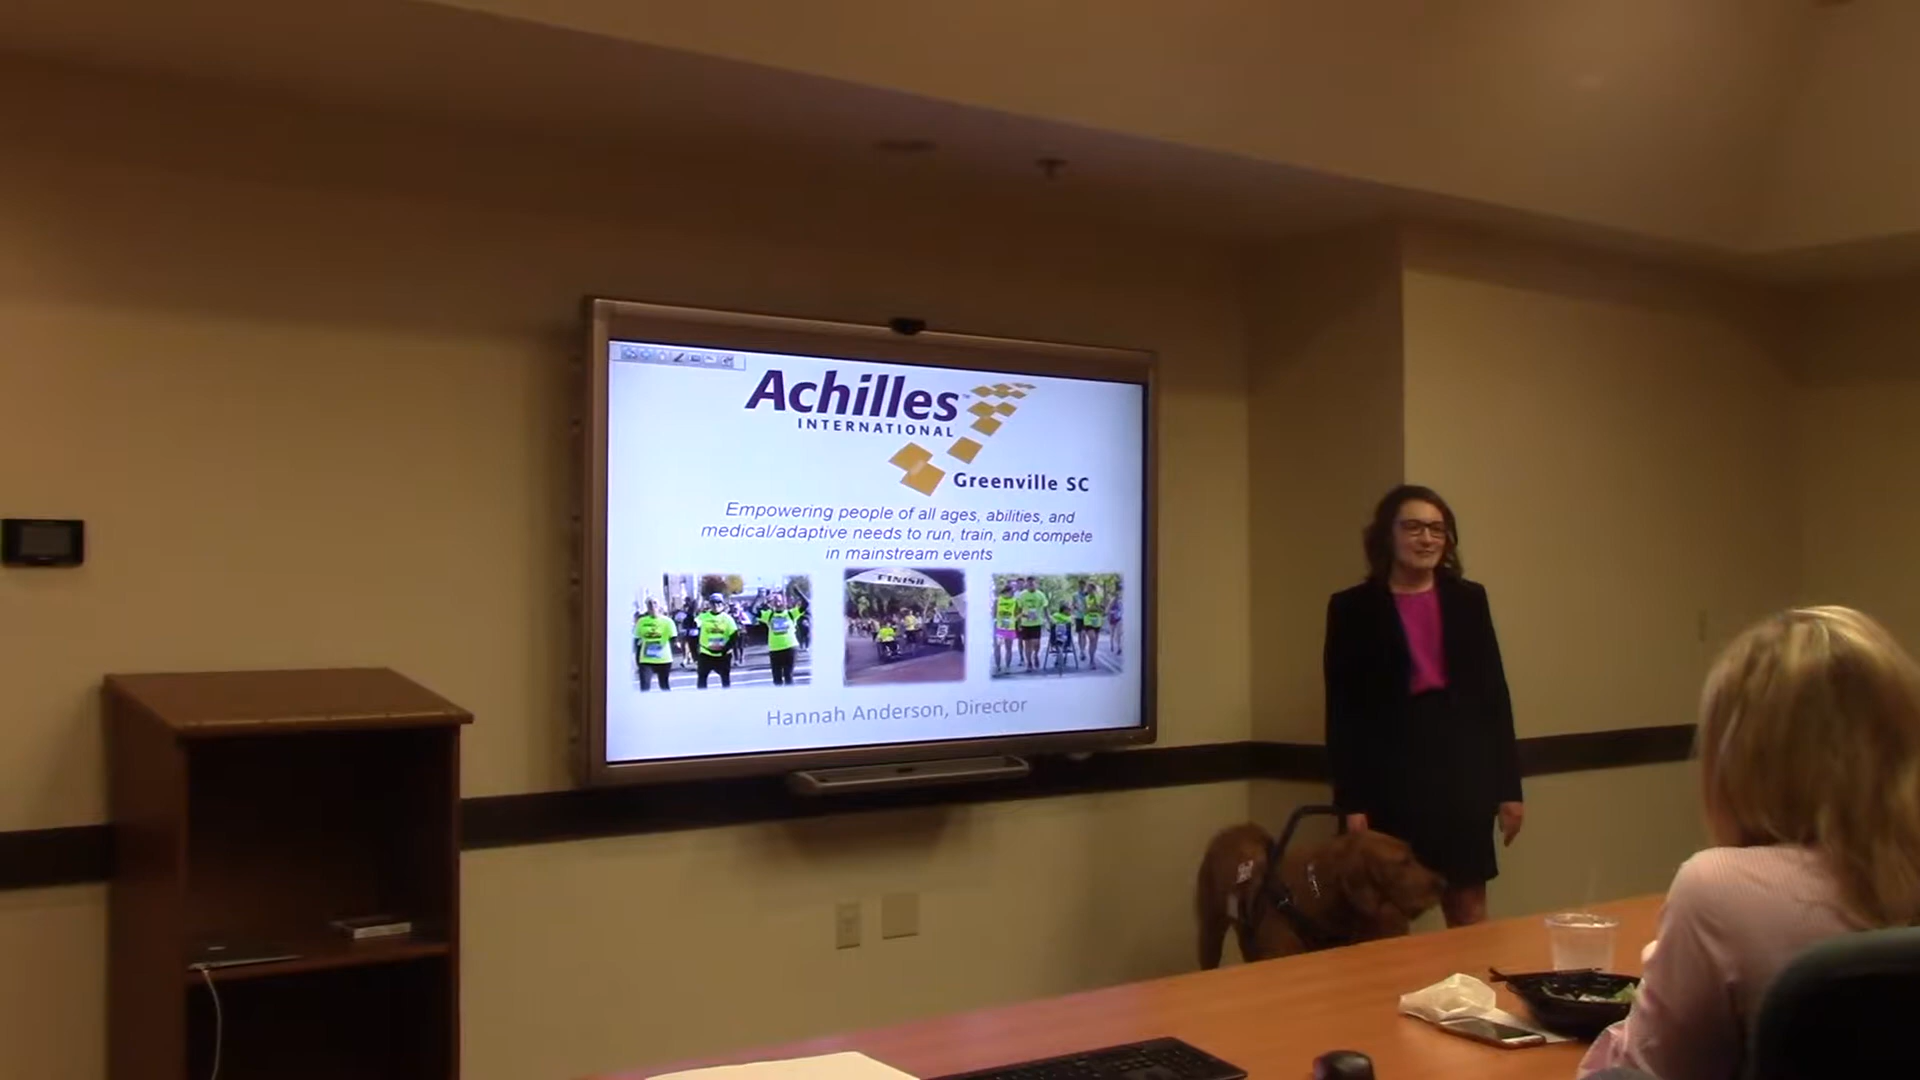 Achilles™
INTERNATIONAL
Greenville SC
Empowering people of all ages, abilities, and
medical/adaptive needs to run, train, and compete
in mainstream events
FINISH
Hannah Anderson, Director